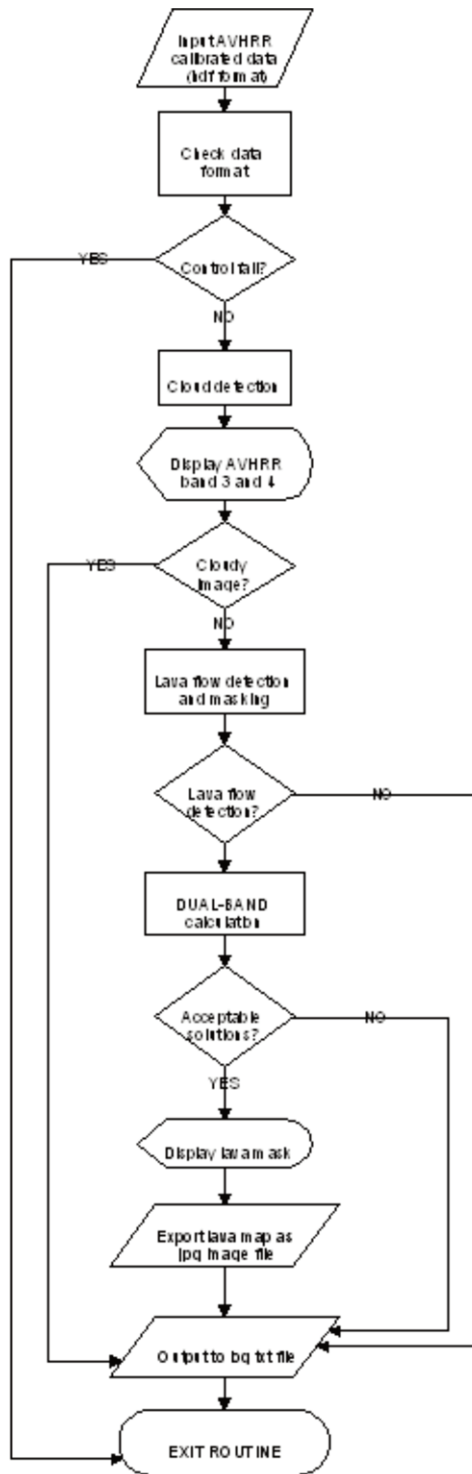 Input AVHRR
calibrated data
(hdf format)
Check data
format
Control fail?
YES
NO
Cloud detection
Display AVHRR
band 3 and 4
Cloudy
image?
YES
NO
Lava flow detection
and masking
Lava flow
detection?
NO
DUAL-BAND
calculation
Acceptable
solutions?
NO
YES
Display lava mask
Export lava map as
jpg image file
Output to log txt file
EXIT ROUTINE